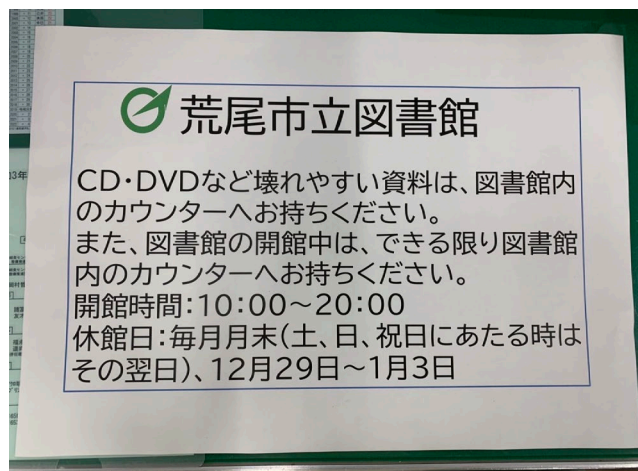 荒尾市立図書館
CD・DVDなど壊れやすい資料は、図書館内
のカウンターへお持ちください。
また、図書館の開館中は、できる限り図書館
内のカウンターへお持ちください。
開館時間:10:00～20:00
休館日:毎月月末(土、日、祝日にあたる時は
その翌日)、12月29日～1月3日